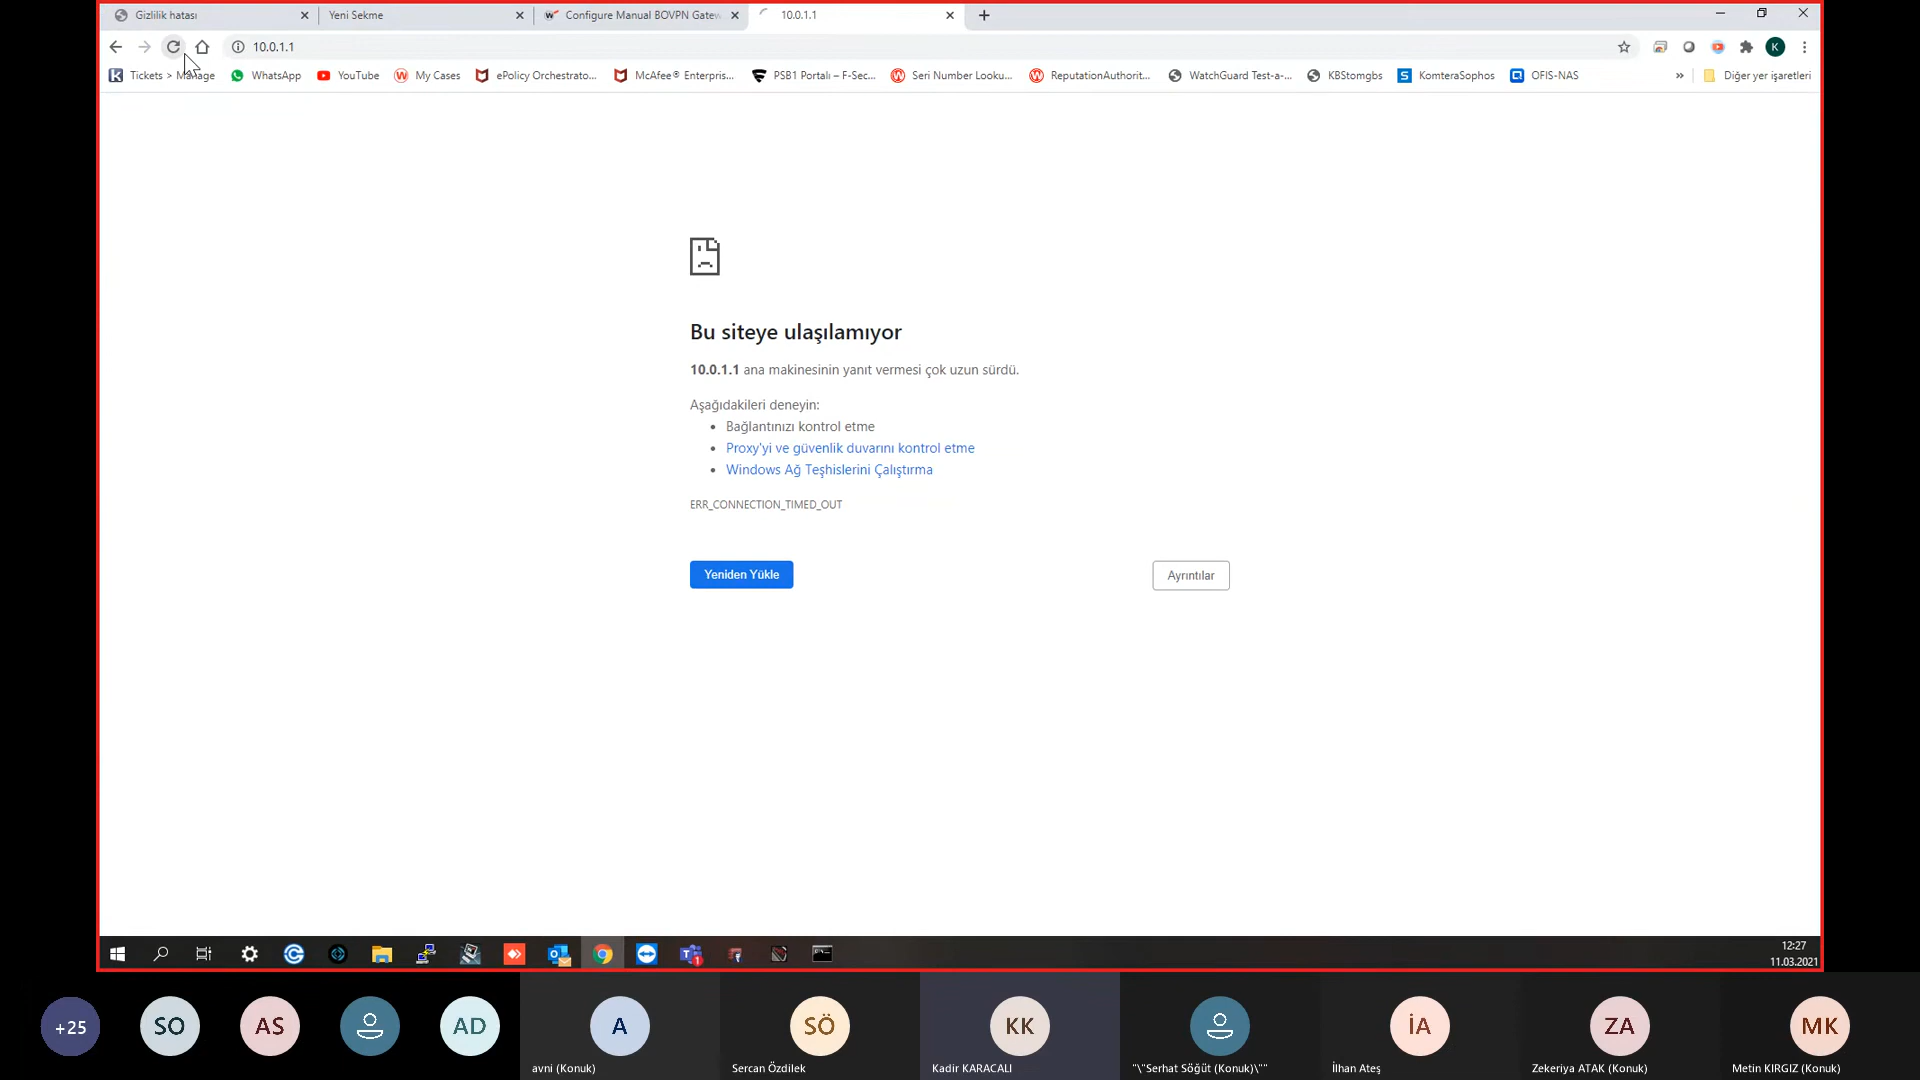 Gizlilik hatası
Yeni Sekme
Configure Manual BOVPN Gatew
10.0.1.1
10.0.1.1
K
Tickets > Manage
WhatsApp
YouTube
My Cases
ePolicy Orchestrato...
McAfee® Enterpris...
PSB1 Portalı – F-Sec...
Seri Number Looku...
ReputationAuthorit...
WatchGuard Test-a-...
KBStomgbs
KomteraSophos
OFIS-NAS
»
Diğer yer işaretleri
Bu siteye ulaşılamıyor
10.0.1.1 ana makinesinin yanıt vermesi çok uzun sürdü.
Aşağıdakileri deneyin:
• Bağlantınızı kontrol etme
• Proxy'yi ve güvenlik duvarını kontrol etme
• Windows Ağ Teşhislerini Çalıştırma
ERR_CONNECTION_TIMED_OUT
Yeniden Yükle
Ayrıntılar
12:27
11.03.2021
+25
SO
AS
AD
A
SÖ
KK
İA
ZA
MK
avni (Konuk)
Sercan Özdilek
Kadir KARACALI
"\"Serhat Söğüt (Konuk)\""
İlhan Ateş
Zekeriya ATAK (Konuk)
Metin KIRGIZ (Konuk)